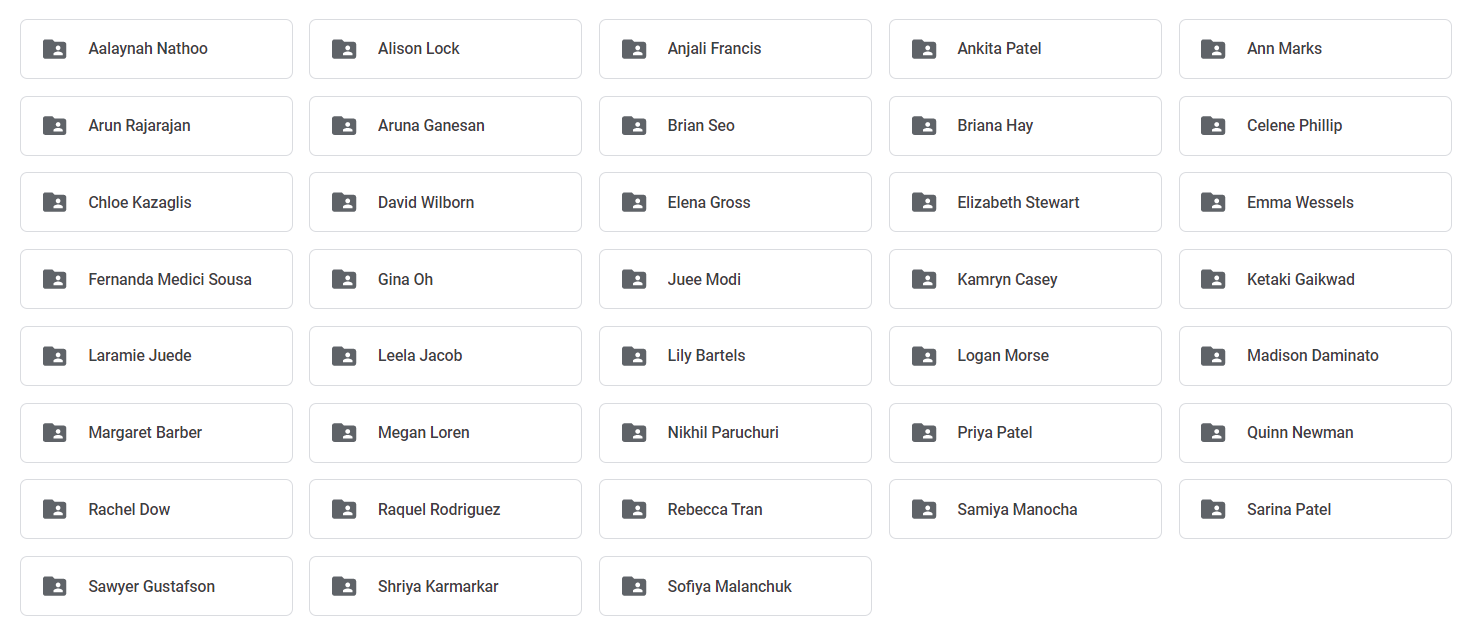 Aalaynah Nathoo
Alison Lock
Anjali Francis
Ankita Patel
Ann Marks
Arun Rajarajan
Aruna Ganesan
Brian Seo
Briana Hay
Celene Phillip
Chloe Kazaglis
David Wilborn
Elena Gross
Elizabeth Stewart
Emma Wessels
Fernanda Medici Sousa
Gina Oh
Juee Modi
Kamryn Casey
Ketaki Gaikwad
Laramie Juede
Leela Jacob
Lily Bartels
Logan Morse
Madison Daminato
Margaret Barber
Megan Loren
Nikhil Paruchuri
Priya Patel
Quinn Newman
Rachel Dow
Raquel Rodriguez
Rebecca Tran
Samiya Manocha
Sarina Patel
Sawyer Gustafson
Shriya Karmarkar
Sofiya Malanchuk